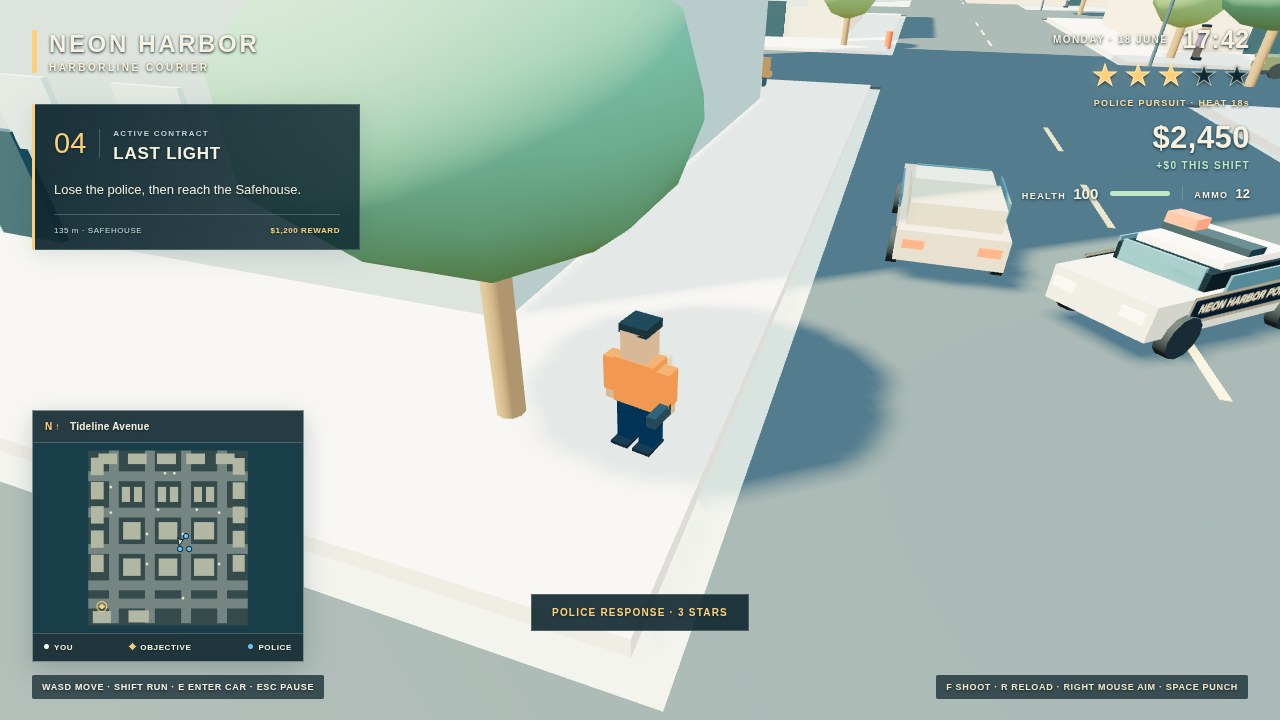 NEON HARBOR
HARBORLINE COURIER
04
ACTIVE CONTRACT
LAST LIGHT
Lose the police, then reach the Safehouse.
135 m · SAFEHOUSE
$1,200 REWARD
MONDAY · 18 JUNE 17:42
POLICE PURSUIT · HEAT 18s
$2,450
+$0 THIS SHIFT
HEALTH 100
AMMO 12
NEON HARBOR PO
N ↑ Tideline Avenue
YOU
OBJECTIVE
POLICE
POLICE RESPONSE · 3 STARS
WASD MOVE · SHIFT RUN · E ENTER CAR · ESC PAUSE
F SHOOT · R RELOAD · RIGHT MOUSE AIM · SPACE PUNCH